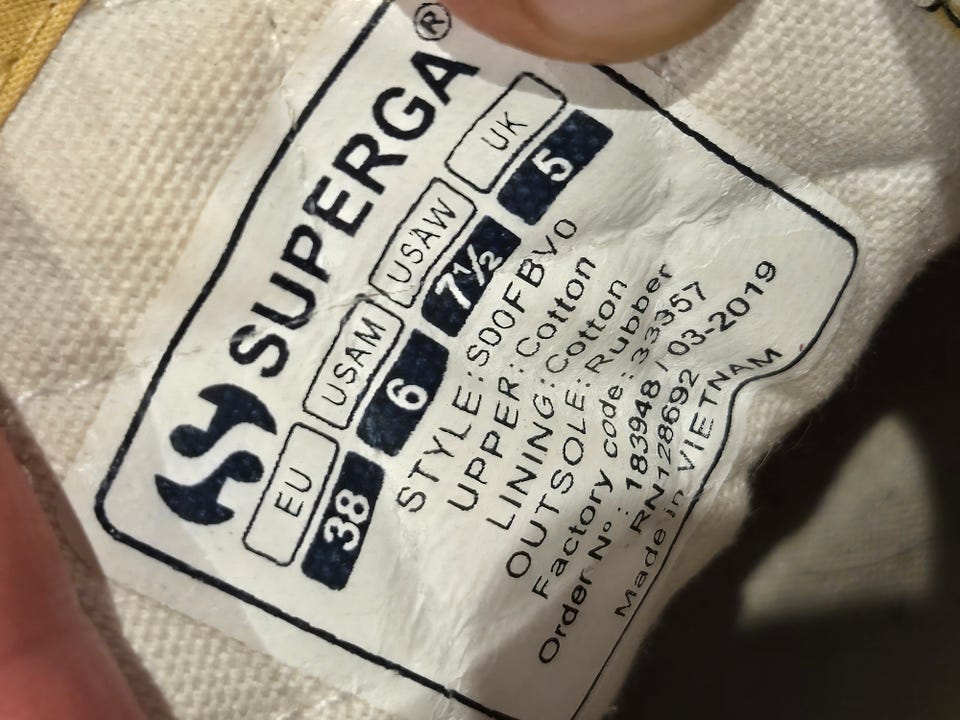 SUPERGA®
EU USAM USAW UK
38 6 7½ 5
STYLE:S00FBV0
UPPER:Cotton
LINING:Cotton
OUTSOLE:Rubber
Factory code:33357
Order N°: 183948 / 03-2019
RN128692
Made in VIETNAM